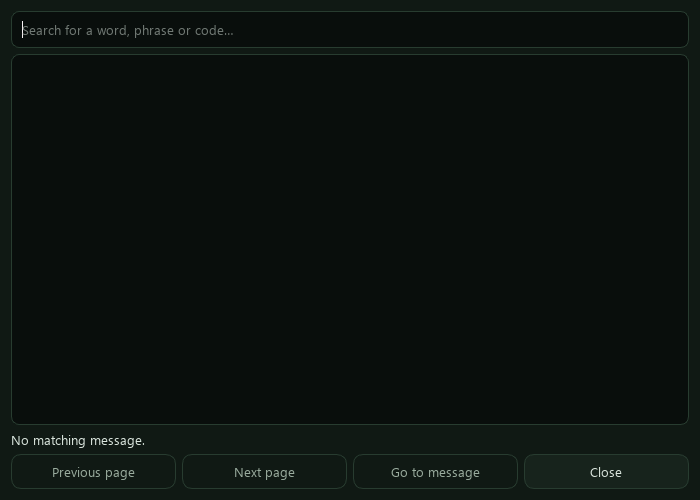 Search for a word, phrase or code...
No matching message.
Previous page
Next page
Go to message
Close